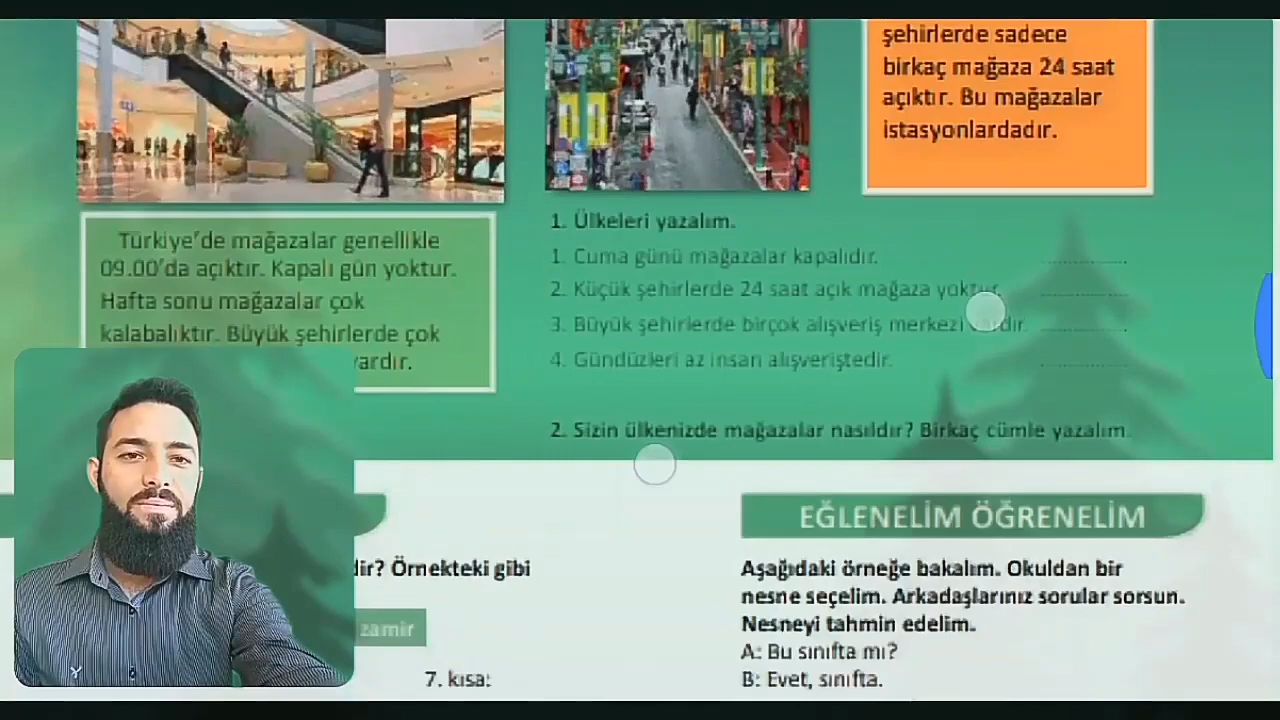 şehirlerde sadece
birkaç mağaza 24 saat
açıktır. Bu mağazalar
istasyonlardadır.
Türkiye'de mağazalar genellikle
09.00'da açıktır. Kapalı gün yoktur.
Hafta sonu mağazalar çok
kalabalıktır. Büyük şehirlerde çok
vardır.
1. Ülkeleri yazalım.
1. Cuma günü mağazalar kapalıdır. ...............
2. Küçük şehirlerde 24 saat açık mağaza yoktur. ...............
3. Büyük şehirlerde birçok alışveriş merkezi vardır. ...............
4. Gündüzleri az insan alışveriştedir. ...............
2. Sizin ülkenizde mağazalar nasıldır? Birkaç cümle yazalım.
dir? Örnekteki gibi
zamir
7. kısa:
EĞLENELİM ÖĞRENELİM
Aşağıdaki örneğe bakalım. Okuldan bir
nesne seçelim. Arkadaşlarınız sorular sorsun.
Nesneyi tahmin edelim.
A: Bu sınıfta mı?
B: Evet, sınıfta.